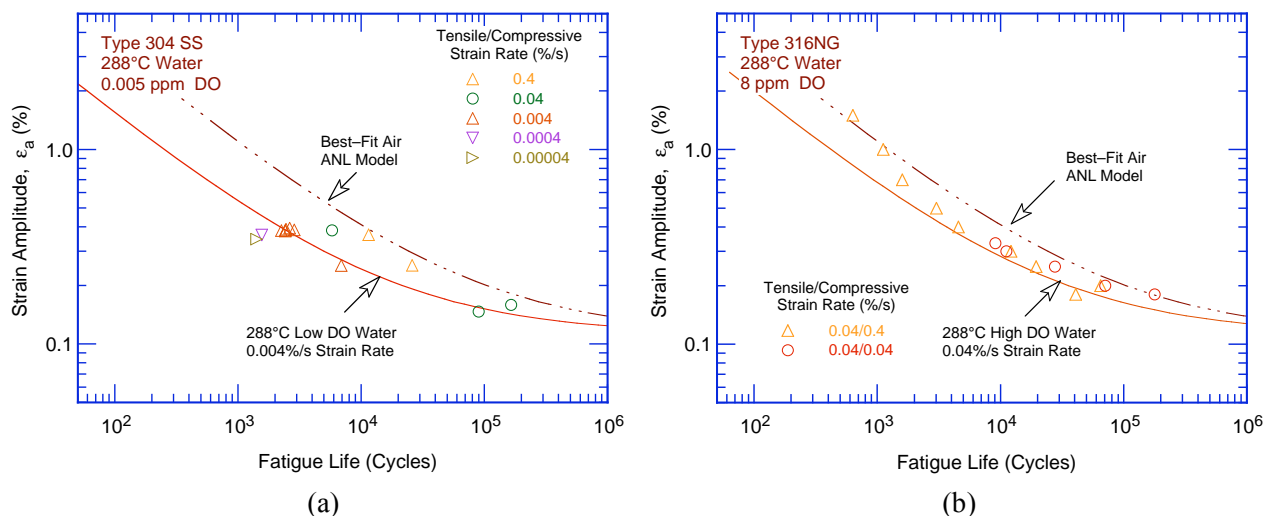 Type 304 SS
288°C Water
0.005 ppm DO
Tensile/Compressive
Strain Rate (%/s)
0.4
0.04
0.004
0.0004
0.00004
Best–Fit Air
ANL Model
288°C Low DO Water
0.004%/s Strain Rate
Strain Amplitude, εa (%)
1.0
0.1
10²
10³
10⁴
10⁵
10⁶
Fatigue Life (Cycles)
(a)
Type 316NG
288°C Water
8 ppm DO
Best–Fit Air
ANL Model
Tensile/Compressive
Strain Rate (%/s)
0.04/0.4
0.04/0.04
288°C High DO Water
0.04%/s Strain Rate
Strain Amplitude, εa (%)
1.0
0.1
10²
10³
10⁴
10⁵
10⁶
Fatigue Life (Cycles)
(b)